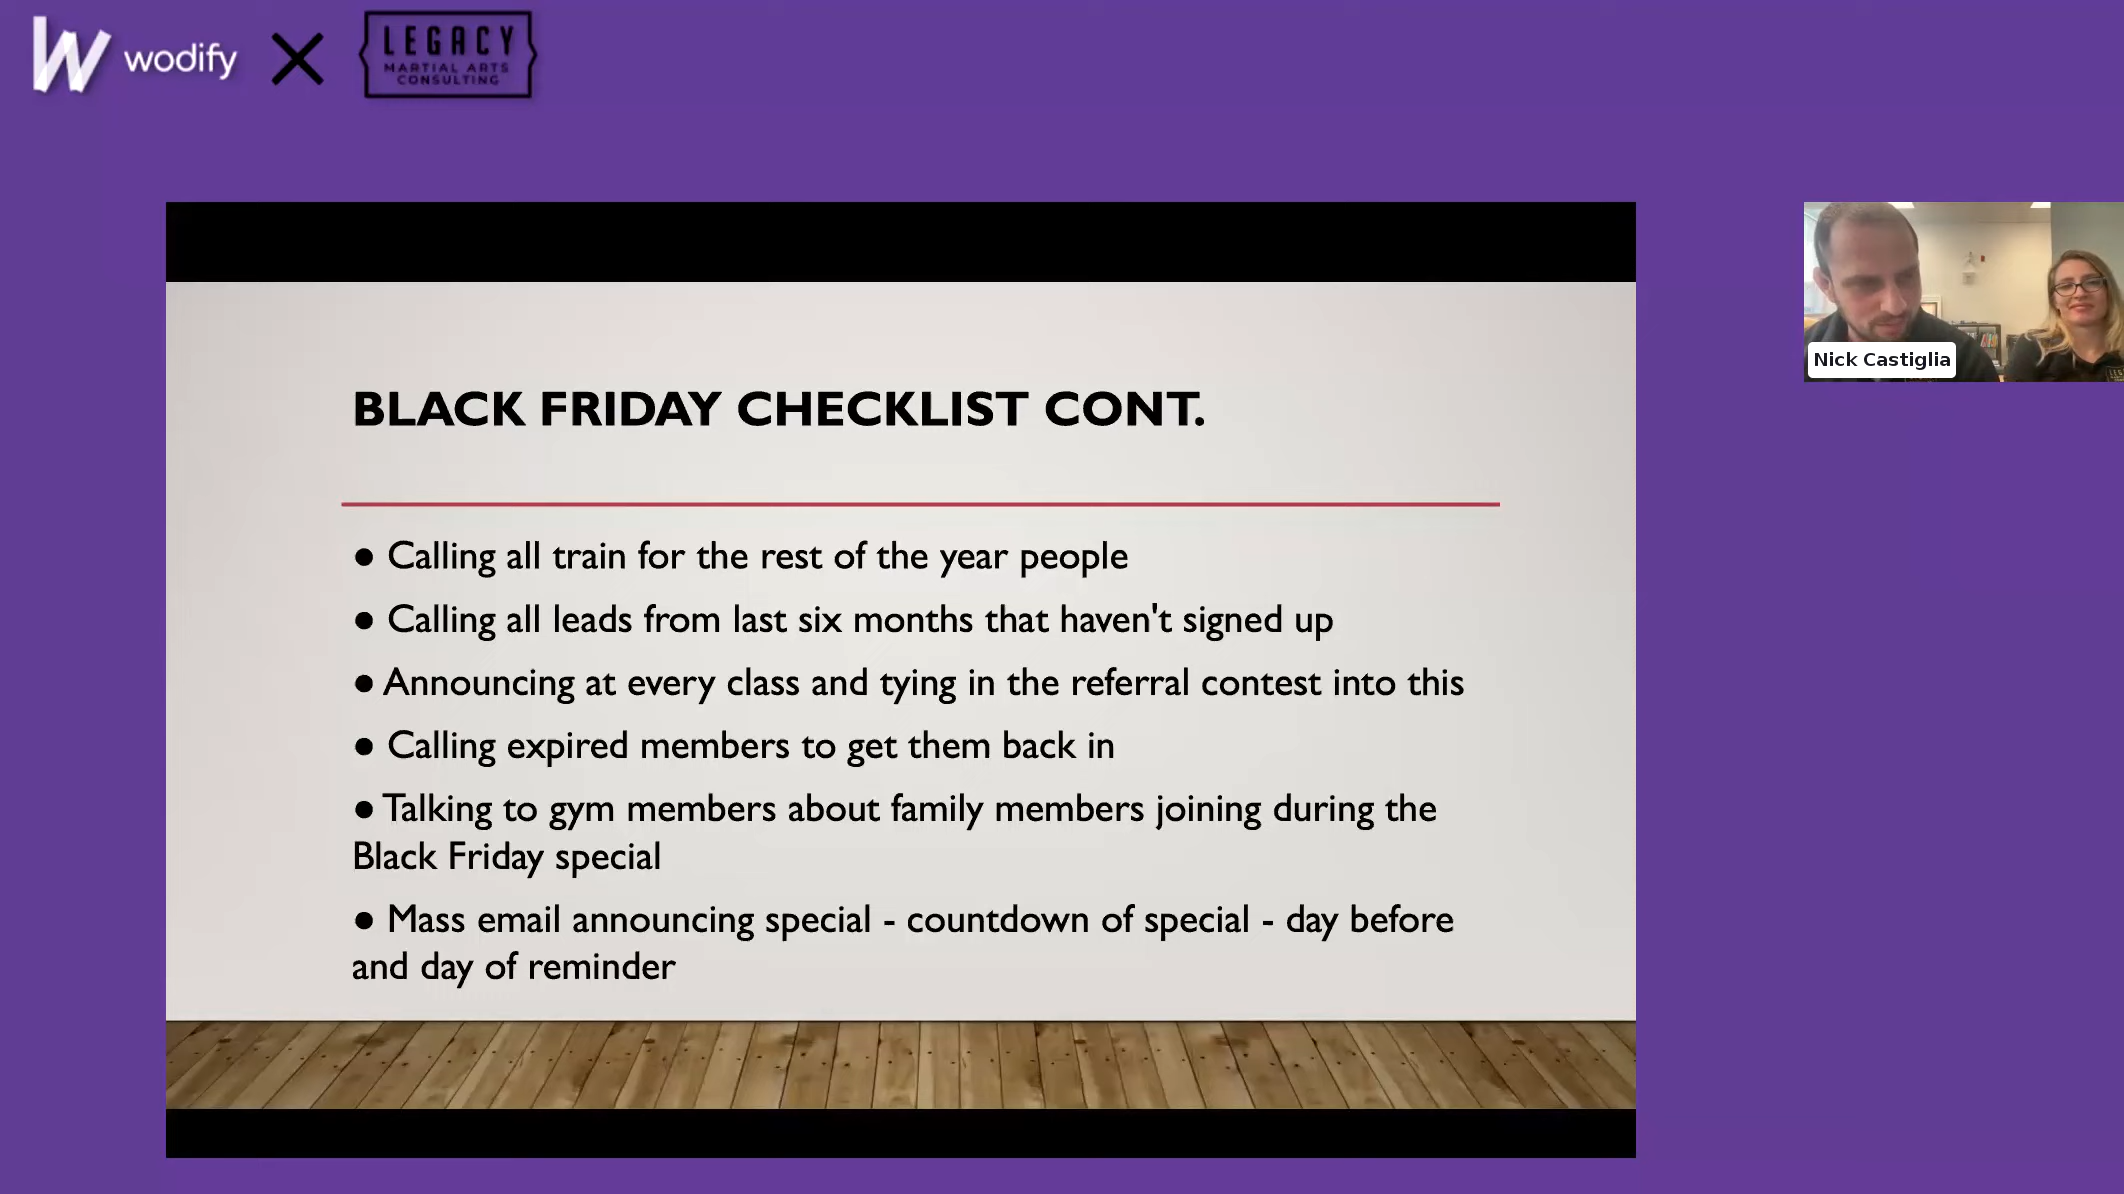 wodify
LEGACY
MARTIAL ARTS
CONSULTING
BLACK FRIDAY CHECKLIST CONT.
● Calling all train for the rest of the year people
● Calling all leads from last six months that haven't signed up
● Announcing at every class and tying in the referral contest into this
● Calling expired members to get them back in
● Talking to gym members about family members joining during the
Black Friday special
● Mass email announcing special - countdown of special - day before
and day of reminder
Nick Castiglia